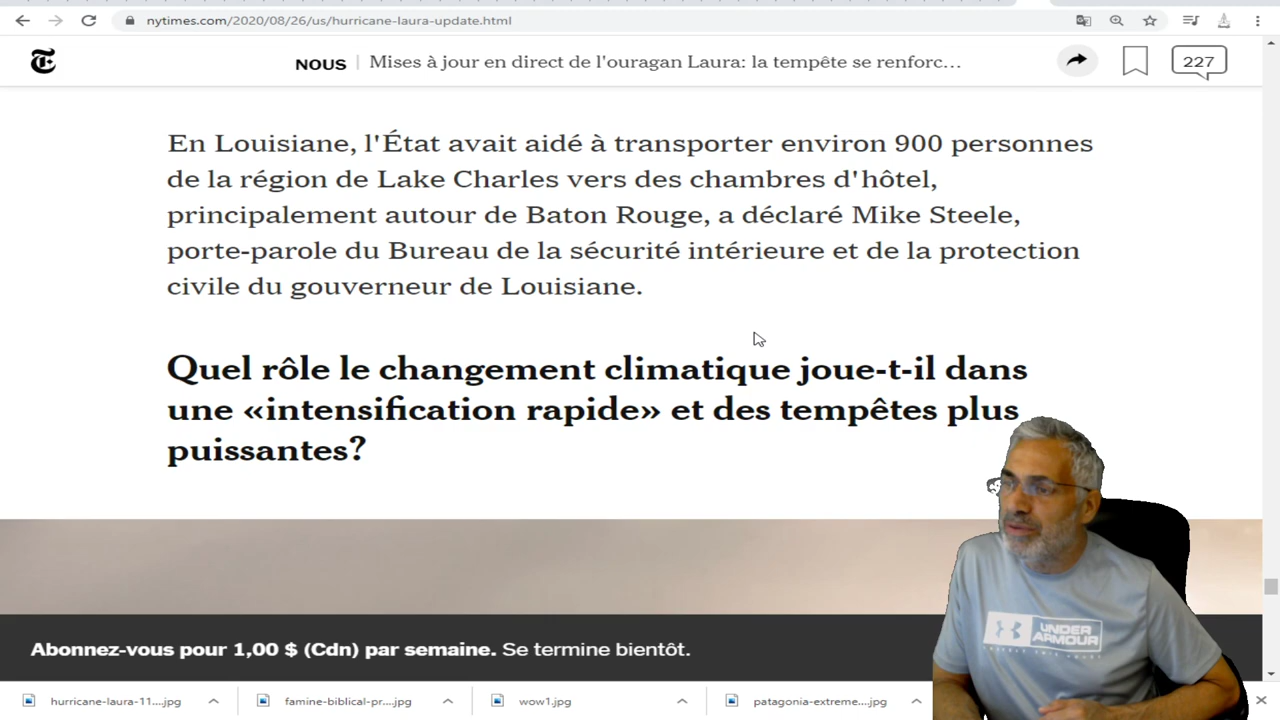 nytimes.com/2020/08/26/us/hurricane-laura-update.html
T
NOUS | Mises à jour en direct de l'ouragan Laura: la tempête se renforc...
227
En Louisiane, l'État avait aidé à transporter environ 900 personnes
de la région de Lake Charles vers des chambres d'hôtel,
principalement autour de Baton Rouge, a déclaré Mike Steele,
porte-parole du Bureau de la sécurité intérieure et de la protection
civile du gouverneur de Louisiane.
Quel rôle le changement climatique joue-t-il dans
une «intensification rapide» et des tempêtes plus
puissantes?
UNDER
ARMOUR
Abonnez-vous pour 1,00 $ (Cdn) par semaine. Se termine bientôt.
hurricane-laura-11....jpg
famine-biblical-pr....jpg
wow1.jpg
patagonia-extreme....jpg